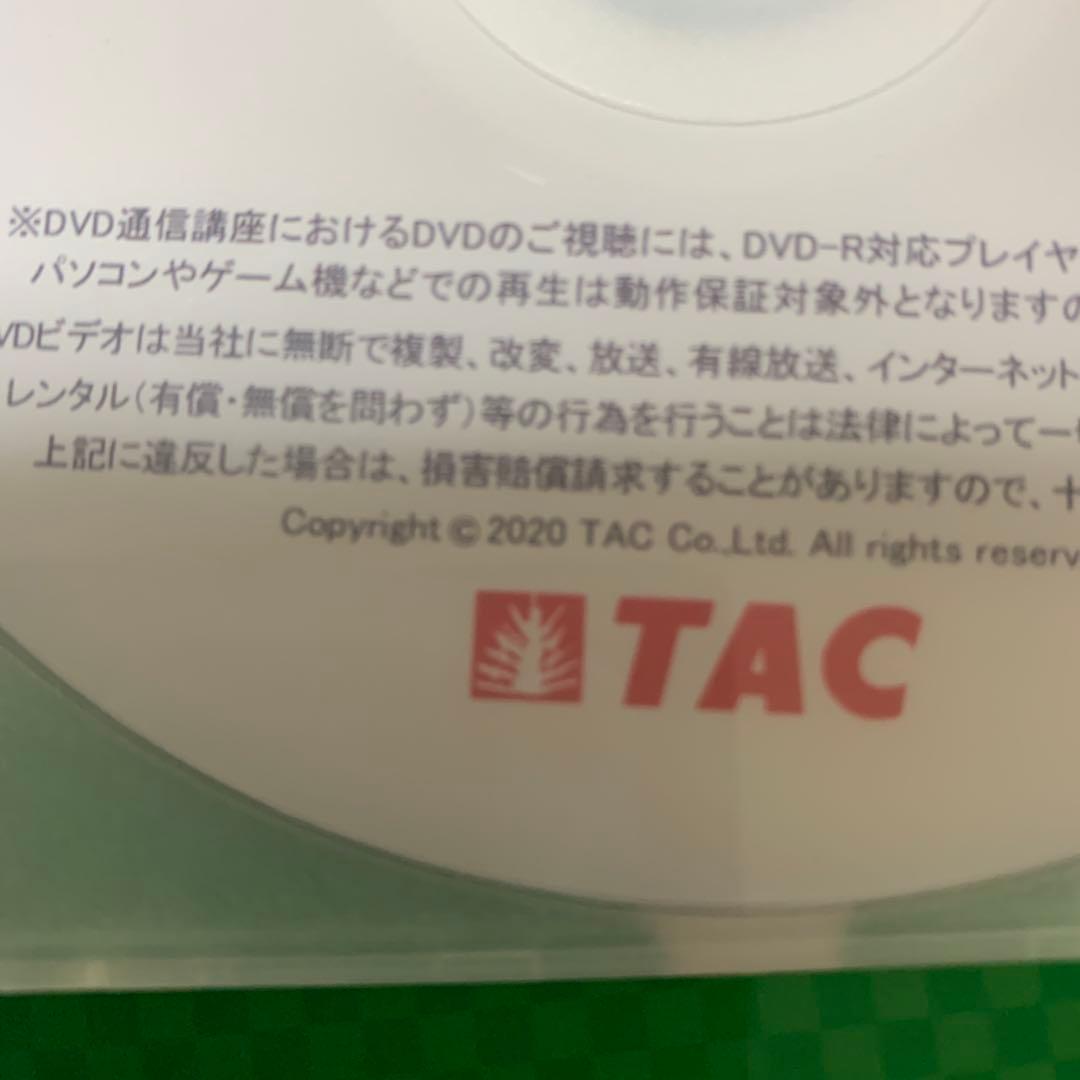 ※DVD通信講座におけるDVDのご視聴には、DVD-R対応プレイヤ
パソコンやゲーム機などでの再生は動作保証対象外となりますの
VDビデオは当社に無断で複製、改変、放送、有線放送、インターネット
レンタル(有償・無償を問わず)等の行為を行うことは法律によって一
上記に違反した場合は、損害賠償請求することがありますので、十
Copyright © 2020 TAC Co.,Ltd. All rights reserv
TAC